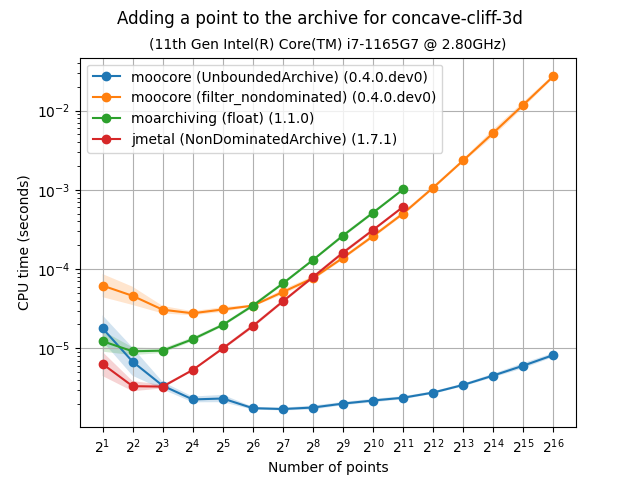 Adding a point to the archive for concave-cliff-3d
(11th Gen Intel(R) Core(TM) i7-1165G7 @ 2.80GHz)
moocore (UnboundedArchive) (0.4.0.dev0)
moocore (filter_nondominated) (0.4.0.dev0)
moarchiving (float) (1.1.0)
jmetal (NonDominatedArchive) (1.7.1)
CPU time (seconds)
10⁻²
10⁻³
10⁻⁴
10⁻⁵
2¹ 2² 2³ 2⁴ 2⁵ 2⁶ 2⁷ 2⁸ 2⁹ 2¹⁰ 2¹¹ 2¹² 2¹³ 2¹⁴ 2¹⁵ 2¹⁶
Number of points